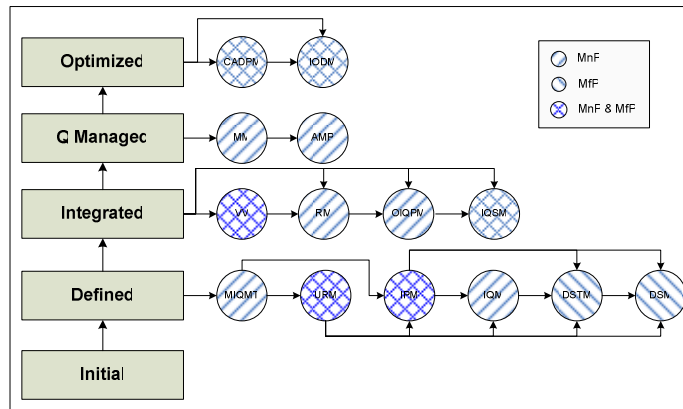 Optimized
CADPM
IODM
MnF
MfF
MnF & MfF
Q Managed
MM
AMP
Integrated
VV
RM
OIQPM
IQSM
Defined
MIQMT
URM
IPM
IQM
DSTM
DSM
Initial